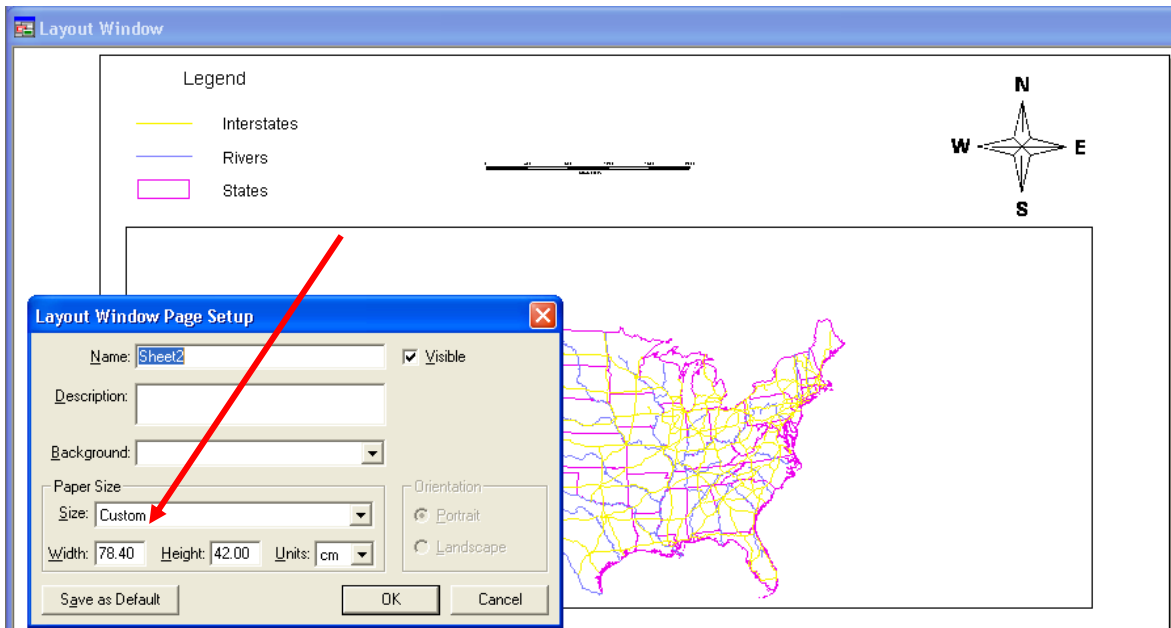 Layout Window
Legend
N
Interstates
W E
Rivers
States
S
Layout Window Page Setup
Name: Sheet2 Visible
Description:
Background:
Paper Size Orientation
Size: Custom Portrait
Width: 78.40 Height: 42.00 Units: cm Landscape
Save as Default OK Cancel